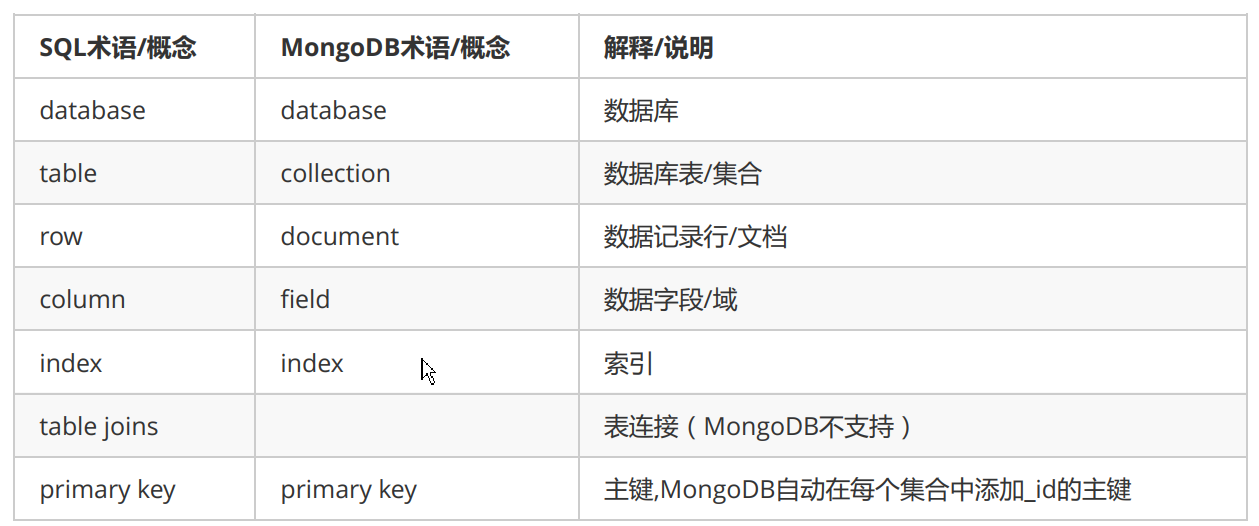 SQL术语/概念 MongoDB术语/概念 解释/说明
database database 数据库
table collection 数据库表/集合
row document 数据记录行/文档
column field 数据字段/域
index index 索引
table joins 表连接（MongoDB不支持）
primary key primary key 主键,MongoDB自动在每个集合中添加_id的主键